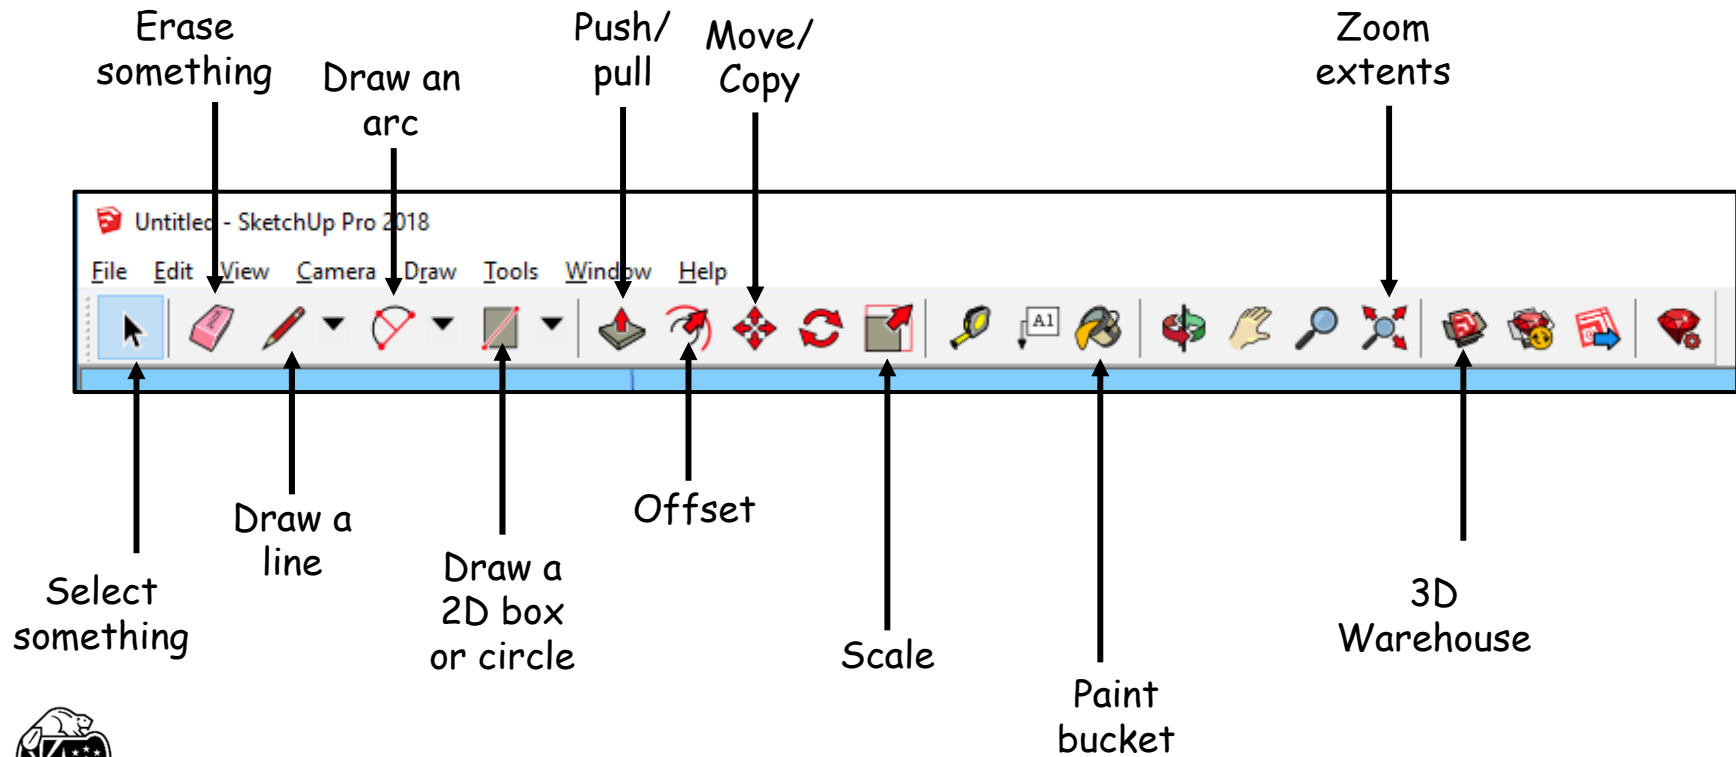 Erase
something
Draw an
arc
Push/
pull
Move/
Copy
Zoom
extents
Untitled - SketchUp Pro 2018
File Edit View Camera Draw Tools Window Help
A1
Select
something
Draw a
line
Draw a
2D box
or circle
Offset
Scale
Paint
bucket
3D
Warehouse